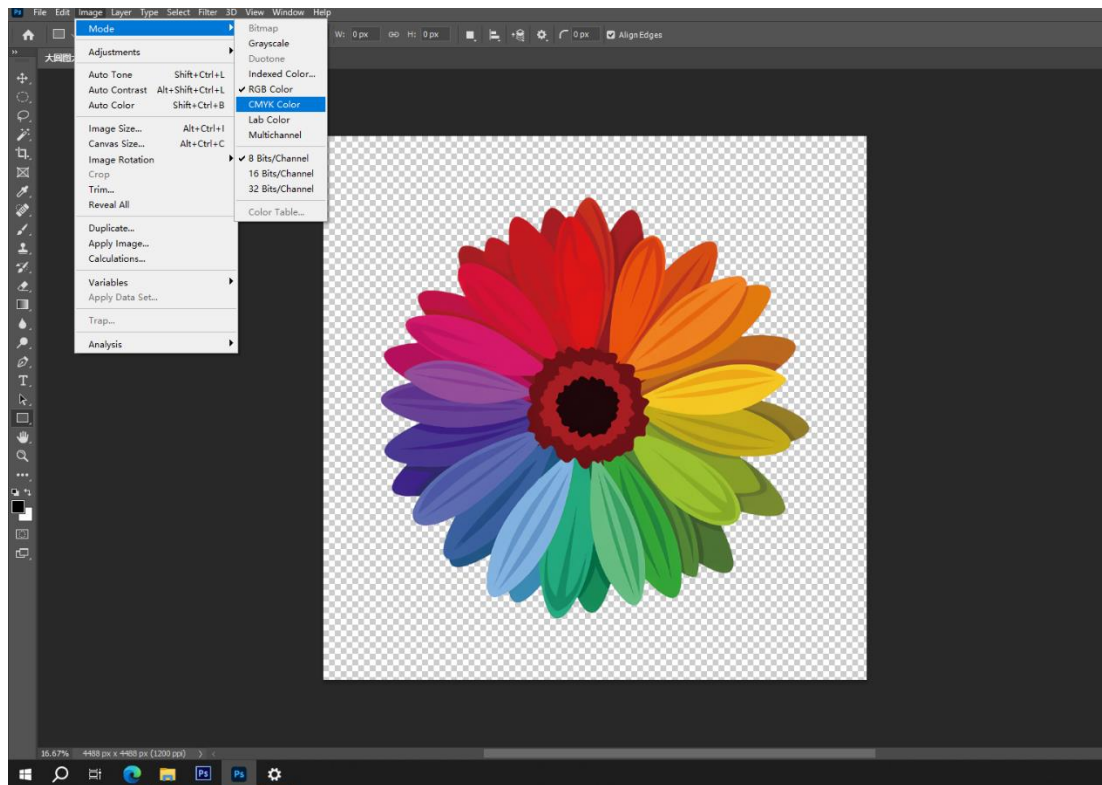 Ps File Edit Image Layer Type Select Filter 3D View Window Help
W: 0 px H: 0 px 0 px Align Edges
Mode
Adjustments
Auto Tone Shift+Ctrl+L
Auto Contrast Alt+Shift+Ctrl+L
Auto Color Shift+Ctrl+B
Image Size... Alt+Ctrl+I
Canvas Size... Alt+Ctrl+C
Image Rotation
Crop
Trim...
Reveal All
Duplicate...
Apply Image...
Calculations...
Variables
Apply Data Set...
Trap...
Analysis
Bitmap
Grayscale
Duotone
Indexed Color...
RGB Color
CMYK Color
Lab Color
Multichannel
8 Bits/Channel
16 Bits/Channel
32 Bits/Channel
Color Table...
16.67% 4488 px x 4488 px (1200 ppi)
Ps Ps